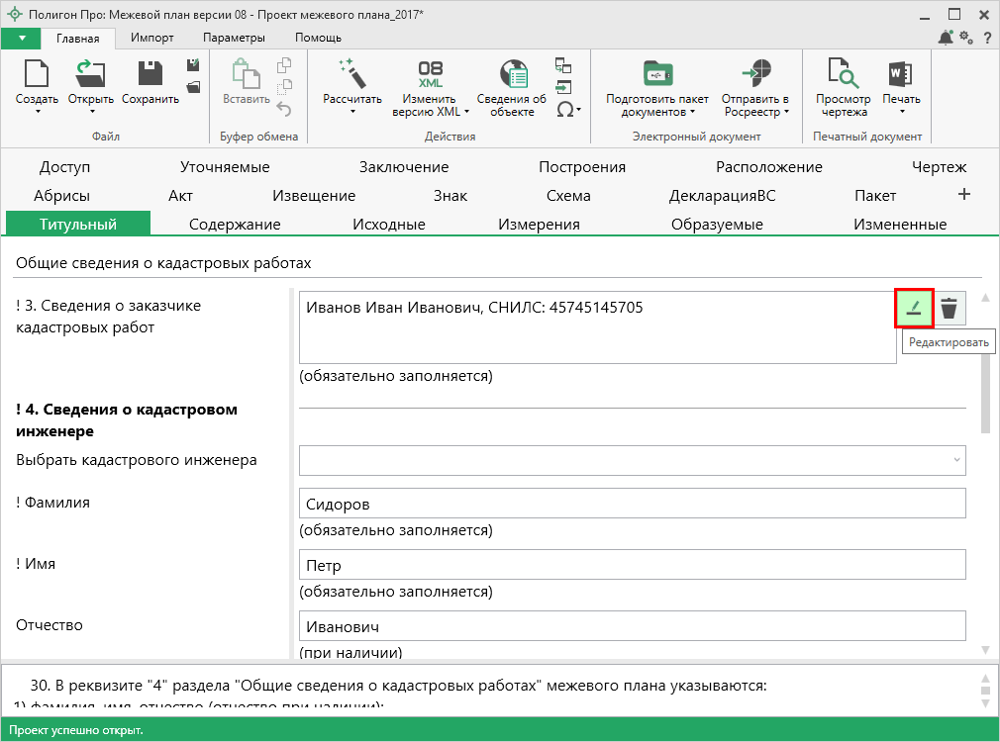 Полигон Про: Межевой план версии 08 - Проект межевого плана_2017*
Главная Импорт Параметры Помощь
?
08 XML
Создать Открыть Сохранить Вставить Рассчитать Изменить версию XML Сведения об объекте Подготовить пакет документов Отправить в Росреестр Просмотр чертежа Печать
Файл Буфер обмена Действия Электронный документ Печатный документ
Доступ Уточняемые Заключение Построения Расположение Чертеж
Абрисы Акт Извещение Знак Схема ДекларацияВС Пакет +
Титульный Содержание Исходные Измерения Образуемые Измененные
Общие сведения о кадастровых работах
! 3. Сведения о заказчике
кадастровых работ
Иванов Иван Иванович, СНИЛС: 45745145705
Редактировать
(обязательно заполняется)
! 4. Сведения о кадастровом
инженере
Выбрать кадастрового инженера
! Фамилия
Сидоров
(обязательно заполняется)
! Имя
Петр
(обязательно заполняется)
Отчество
Иванович
(при наличии)
30. В реквизите "4" раздела "Общие сведения о кадастровых работах" межевого плана указываются:
1) фамилия, имя, отчество (отчество при наличии);
Проект успешно открыт.